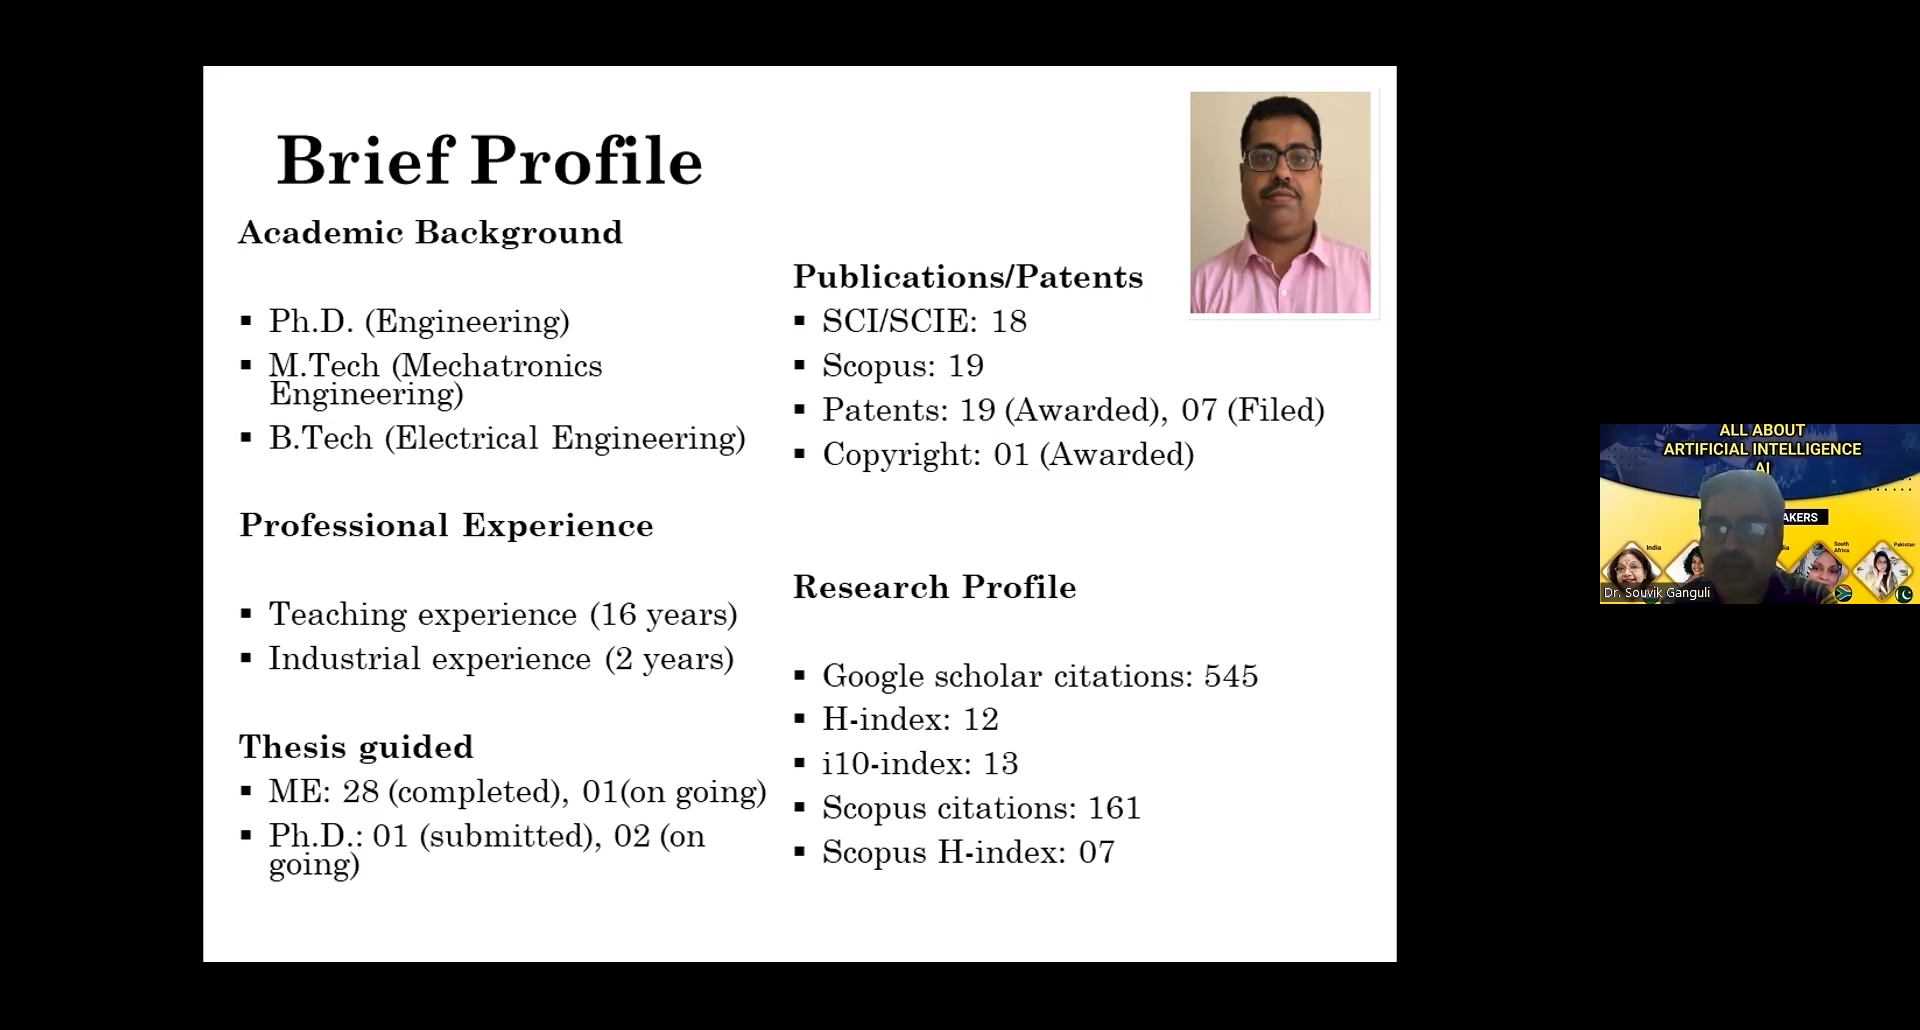 Brief Profile
Academic Background
▪ Ph.D. (Engineering)
▪ M.Tech (Mechatronics
Engineering)
▪ B.Tech (Electrical Engineering)
Professional Experience
▪ Teaching experience (16 years)
▪ Industrial experience (2 years)
Thesis guided
▪ ME: 28 (completed), 01(on going)
▪ Ph.D.: 01 (submitted), 02 (on
going)
Publications/Patents
▪ SCI/SCIE: 18
▪ Scopus: 19
▪ Patents: 19 (Awarded), 07 (Filed)
▪ Copyright: 01 (Awarded)
Research Profile
▪ Google scholar citations: 545
▪ H-index: 12
▪ i10-index: 13
▪ Scopus citations: 161
▪ Scopus H-index: 07
ALL ABOUT
ARTIFICIAL INTELLIGENCE
AI
India
South
Africa
Pakistan
Dr. Souvik Ganguli